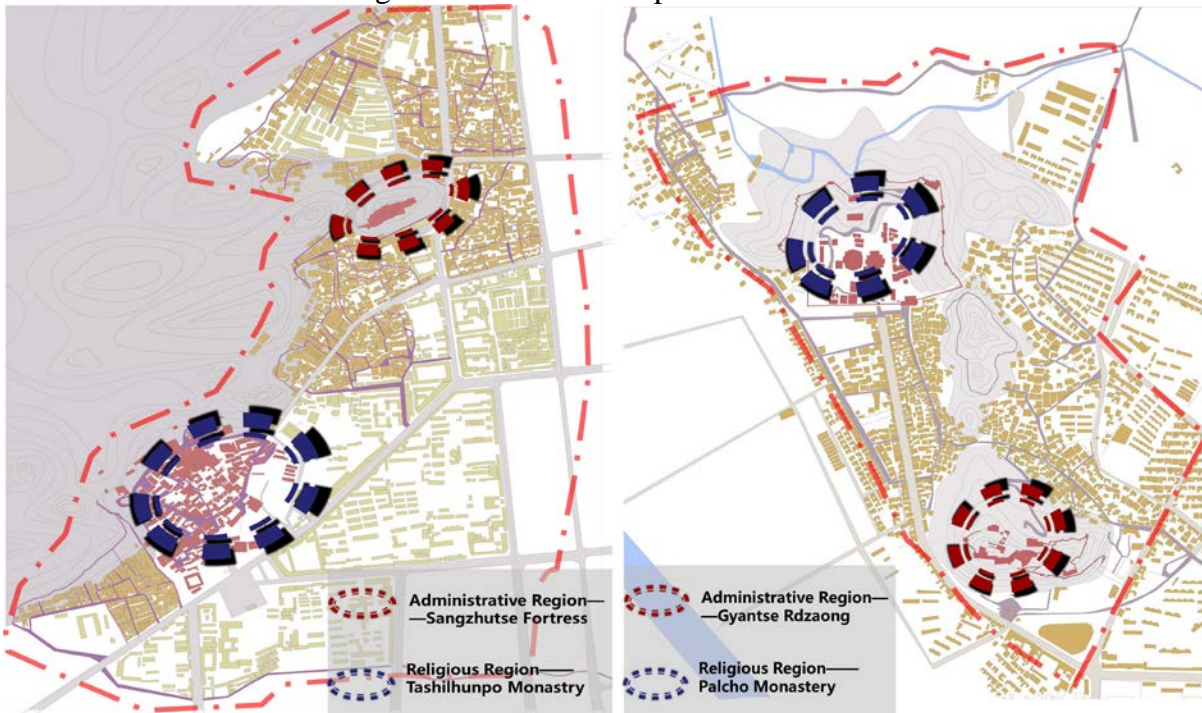 Administrative Region—
—Sangzhutse Fortress
Religious Region——
Tashilhunpo Monastry
Administrative Region—
—Gyantse Rdzaong
Religious Region—
Palcho Monastery